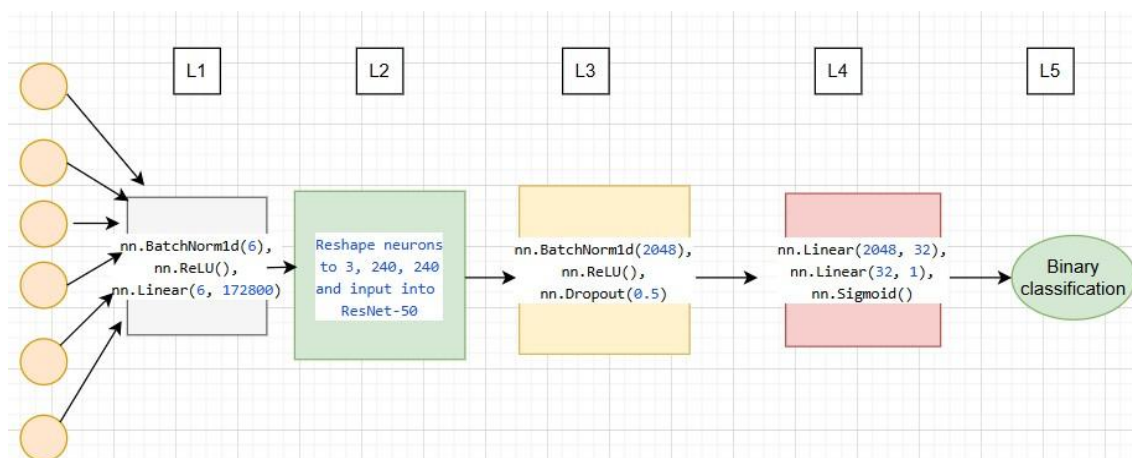 L1
L2
L3
L4
L5
nn.BatchNorm1d(6),
nn.ReLU(),
nn.Linear(6, 172800)
Reshape neurons
to 3, 240, 240
and input into
ResNet-50
nn.BatchNorm1d(2048),
nn.ReLU(),
nn.Dropout(0.5)
nn.Linear(2048, 32),
nn.Linear(32, 1),
nn.Sigmoid()
Binary
classification